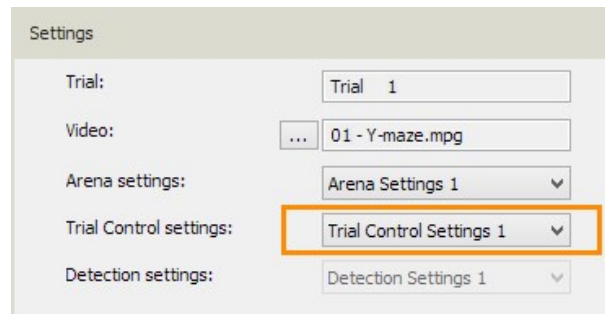 Settings
Trial: Trial 1
Video: ... 01 - Y-maze.mpg
Arena settings: Arena Settings 1
Trial Control settings: Trial Control Settings 1
Detection settings: Detection Settings 1